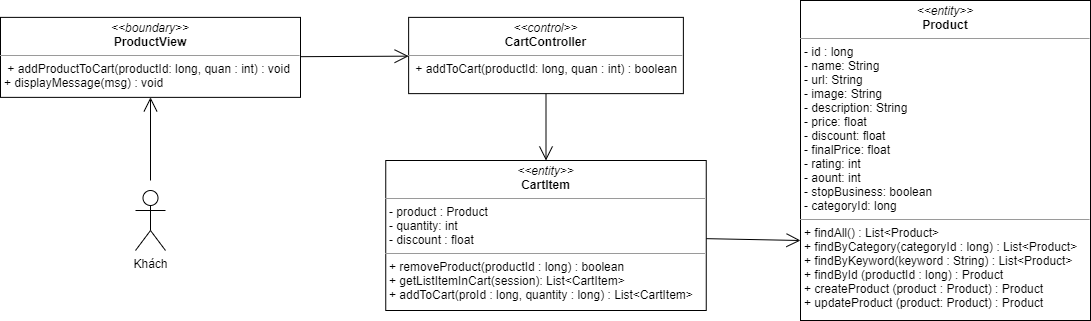 <<boundary>>
ProductView
+ addProductToCart(productId: long, quan : int) : void
+ displayMessage(msg) : void
Khách
<<control>>
CartController
+ addToCart(productId: long, quan : int) : boolean
<<entity>>
CartItem
- product : Product
- quantity: int
- discount : float
+ removeProduct(productId : long) : boolean
+ getListItemInCart(session): List<CartItem>
+ addToCart(proId : long, quantity : long) : List<CartItem>
<<entity>>
Product
- id : long
- name: String
- url: String
- image: String
- description: String
- price: float
- discount: float
- finalPrice: float
- rating: int
- aount: int
- stopBusiness: boolean
- categoryId: long
+ findAll() : List<Product>
+ findByCategory(categoryId : long) : List<Product>
+ findByKeyword(keyword : String) : List<Product>
+ findById (productId : long) : Product
+ createProduct (product : Product) : Product
+ updateProduct (product: Product) : Product